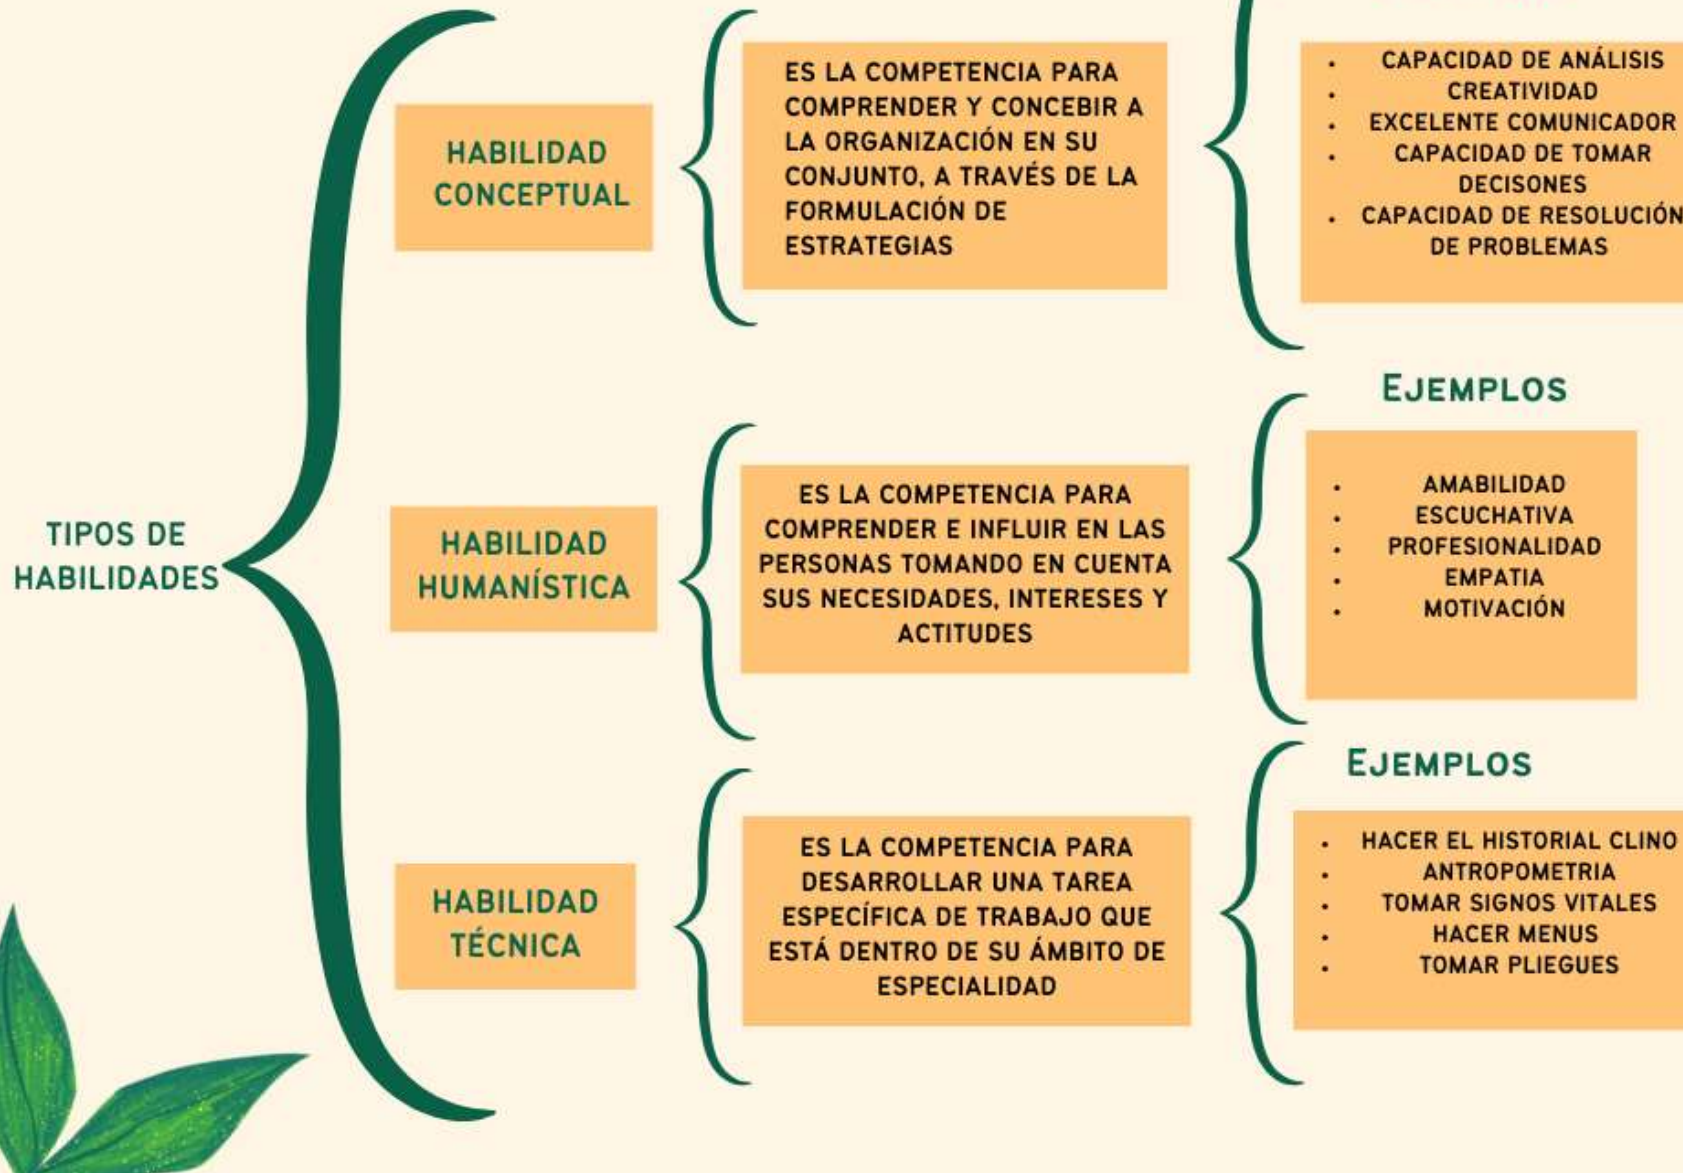 TIPOS DE
HABILIDADES
HABILIDAD
CONCEPTUAL
ES LA COMPETENCIA PARA
COMPRENDER Y CONCEBIR A
LA ORGANIZACIÓN EN SU
CONJUNTO, A TRAVÉS DE LA
FORMULACIÓN DE
ESTRATEGIAS
• CAPACIDAD DE ANÁLISIS
• CREATIVIDAD
• EXCELENTE COMUNICADOR
• CAPACIDAD DE TOMAR
DECISONES
• CAPACIDAD DE RESOLUCIÓN
DE PROBLEMAS
HABILIDAD
HUMANÍSTICA
ES LA COMPETENCIA PARA
COMPRENDER E INFLUIR EN LAS
PERSONAS TOMANDO EN CUENTA
SUS NECESIDADES, INTERESES Y
ACTITUDES
EJEMPLOS
• AMABILIDAD
• ESCUCHATIVA
• PROFESIONALIDAD
• EMPATIA
• MOTIVACIÓN
HABILIDAD
TÉCNICA
ES LA COMPETENCIA PARA
DESARROLLAR UNA TAREA
ESPECÍFICA DE TRABAJO QUE
ESTÁ DENTRO DE SU ÁMBITO DE
ESPECIALIDAD
EJEMPLOS
• HACER EL HISTORIAL CLINO
• ANTROPOMETRIA
• TOMAR SIGNOS VITALES
• HACER MENUS
• TOMAR PLIEGUES